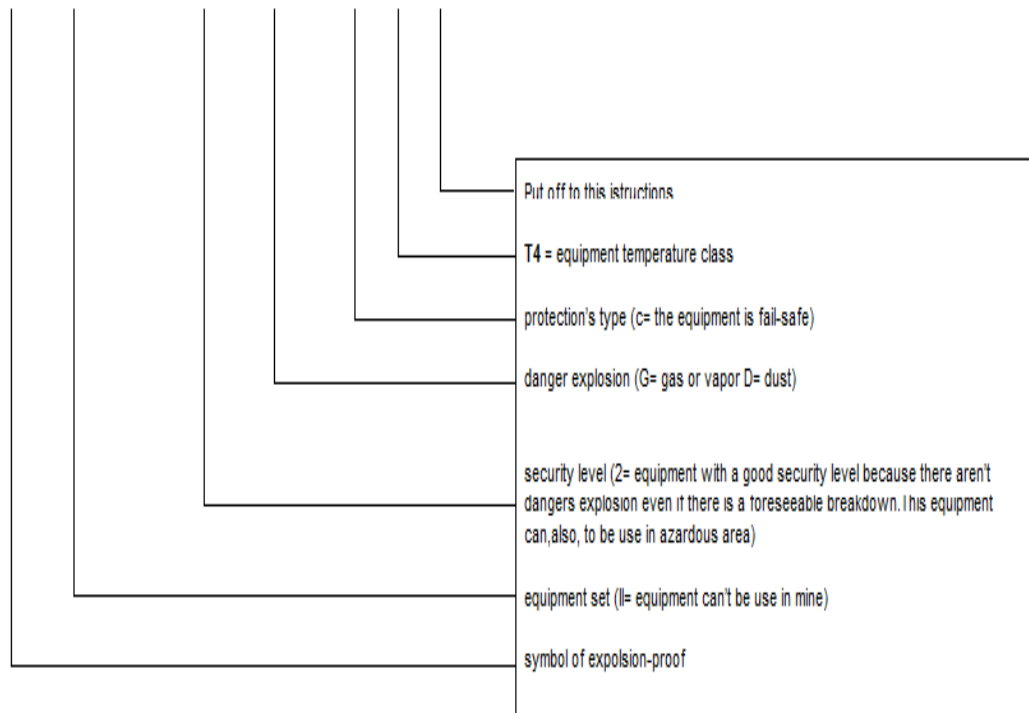 Put off to this istructions
T4 = equipment temperature class
protection's type (c= the equipment is fail-safe)
danger explosion (G= gas or vapor D= dust)
security level (2= equipment with a good security level because there aren't
dangers explosion even if there is a foreseeable breakdown.This equipment
can,also, to be use in azardous area)
equipment set (II= equipment can't be use in mine)
symbol of expolsion-proof